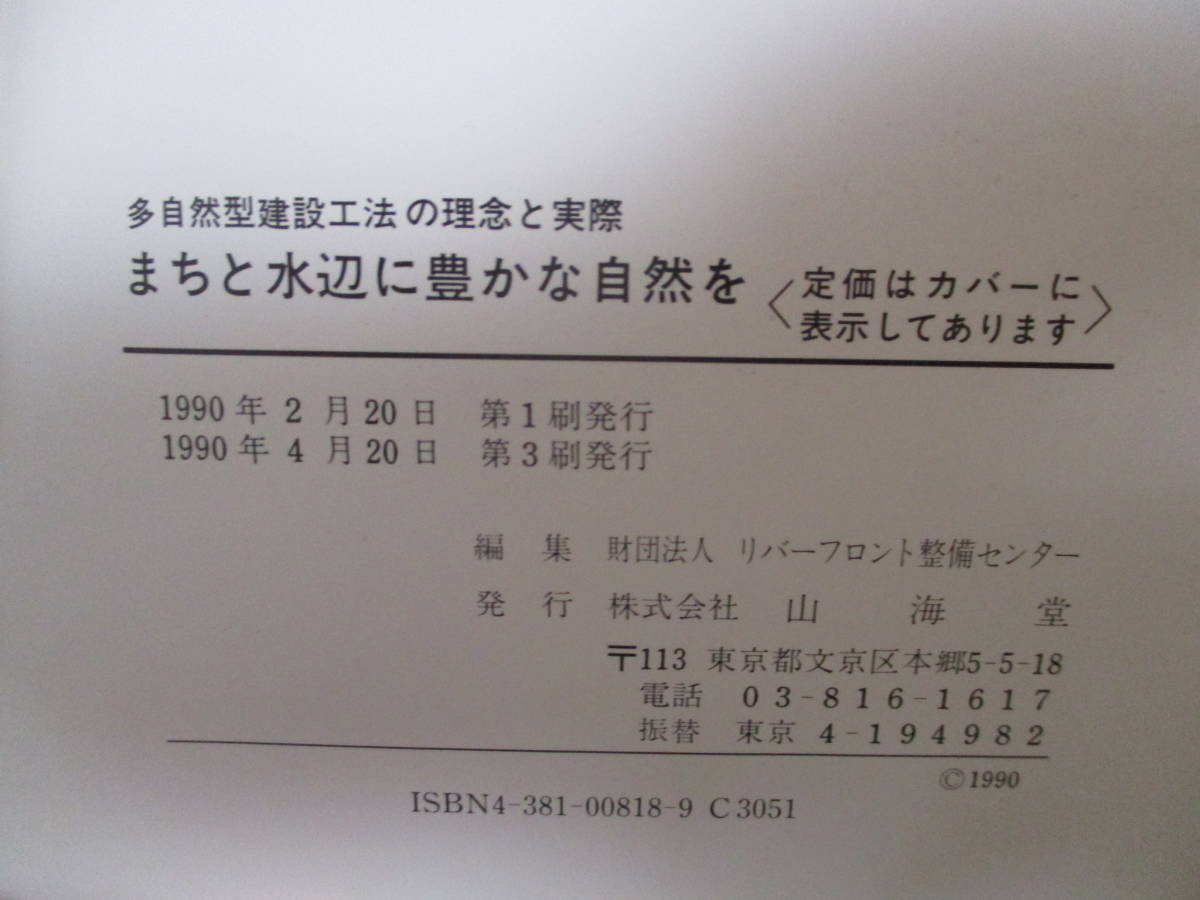 多自然型建設工法の理念と実際
まちと水辺に豊かな自然を
〈定価はカバーに
表示してあります〉
1990年 2 月20日 第1刷発行
1990年 4 月20日 第3刷発行
編 集 財団法人 リバーフロント整備センター
発 行 株式会社 山 海 堂
〒113 東京都文京区本郷5-5-18
電話 03-816-1617
振替 東京 4-194982
©1990
ISBN4-381-00818-9 C3051